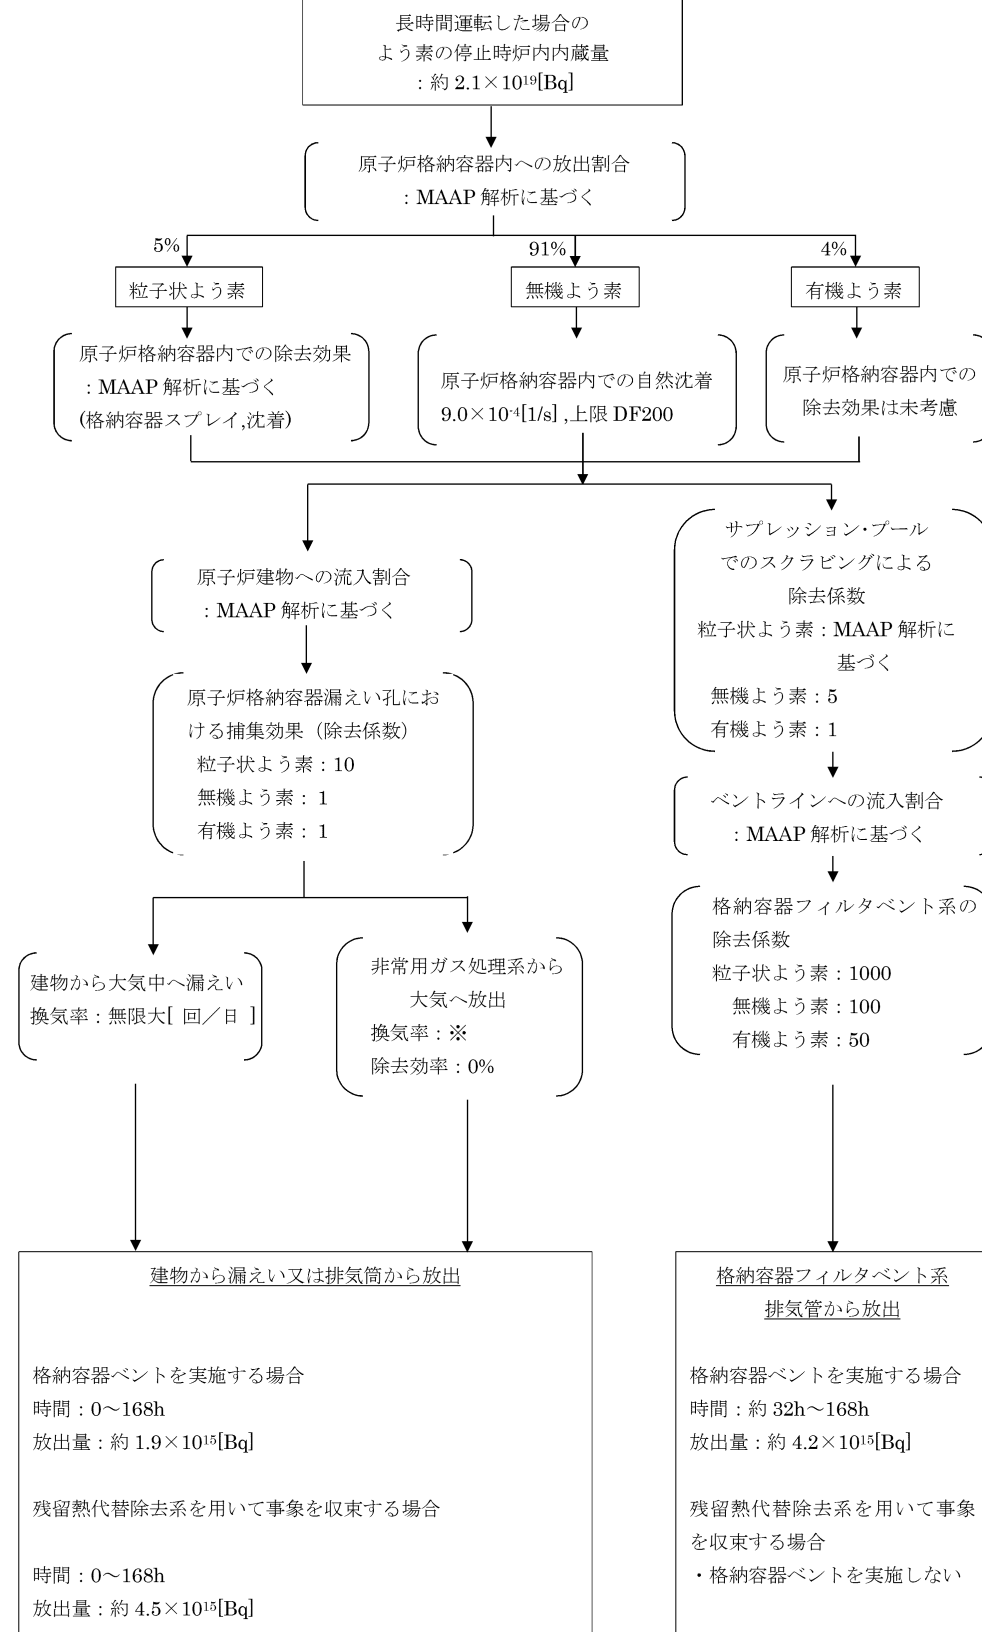 長時間運転した場合の
よう素の停止時炉内内蔵量
：約 2.1×10¹⁹[Bq]
原子炉格納容器内への放出割合
：MAAP 解析に基づく
5%
91%
4%
粒子状よう素
無機よう素
有機よう素
原子炉格納容器内での除去効果
：MAAP 解析に基づく
(格納容器スプレイ,沈着)
原子炉格納容器内での自然沈着
9.0×10⁻⁴[1/s] ,上限 DF200
原子炉格納容器内での
除去効果は未考慮
原子炉建物への流入割合
：MAAP 解析に基づく
原子炉格納容器漏えい孔にお
ける捕集効果（除去係数）
粒子状よう素：10
無機よう素： 1
有機よう素： 1
建物から大気中へ漏えい
換気率：無限大[ 回／日 ]
非常用ガス処理系から
大気へ放出
換気率：※
除去効率：0%
サプレッション・プール
でのスクラビングによる
除去係数
粒子状よう素：MAAP 解析に
基づく
無機よう素：5
有機よう素：1
ベントラインへの流入割合
：MAAP 解析に基づく
格納容器フィルタベント系の
除去係数
粒子状よう素：1000
無機よう素：100
有機よう素：50
建物から漏えい又は排気筒から放出
格納容器ベントを実施する場合
時間：0～168h
放出量：約 1.9×10¹⁵[Bq]
残留熱代替除去系を用いて事象を収束する場合
時間：0～168h
放出量：約 4.5×10¹⁵[Bq]
格納容器フィルタベント系
排気管から放出
格納容器ベントを実施する場合
時間：約 32h～168h
放出量：約 4.2×10¹⁵[Bq]
残留熱代替除去系を用いて事象
を収束する場合
・格納容器ベントを実施しない